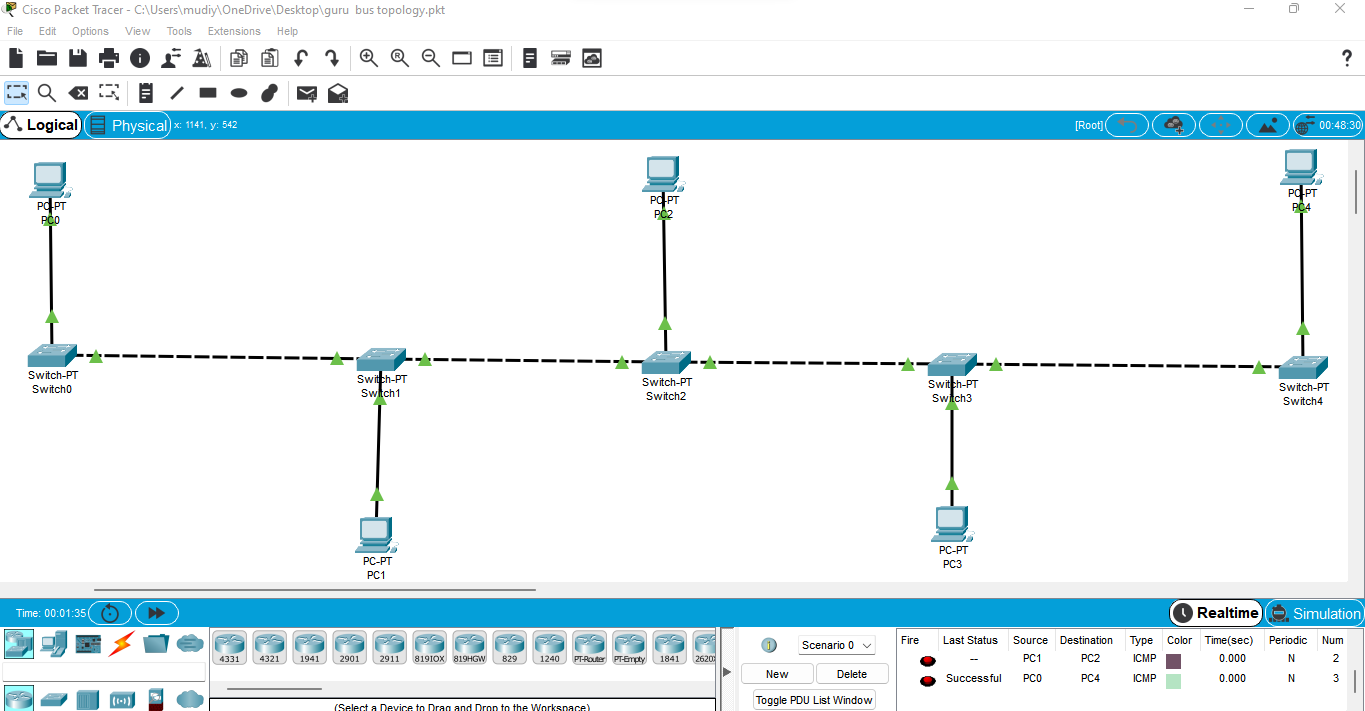 Cisco Packet Tracer - C:\Users\mudiy\OneDrive\Desktop\guru  bus topology.pkt
File Edit Options View Tools Extensions Help
Logical Physical x: 1141, y: 542 [Root] 00:48:30
PC-PT
PC0
PC-PT
PC2
PC-PT
PC4
Switch-PT
Switch0
Switch-PT
Switch1
Switch-PT
Switch2
Switch-PT
Switch3
Switch-PT
Switch4
PC-PT
PC1
PC-PT
PC3
Time: 00:01:35 Realtime Simulation
4331 4321 1941 2901 2911 819IOX 819HGW 829 1240 PT-Router PT-Empty 1841 2620
(Select a Device to Drag and Drop to the Workspace)
Scenario 0
New Delete
Toggle PDU List Window
Fire Last Status Source Destination Type Color Time(sec) Periodic Num
-- PC1 PC2 ICMP 0.000 N 2
Successful PC0 PC4 ICMP 0.000 N 3